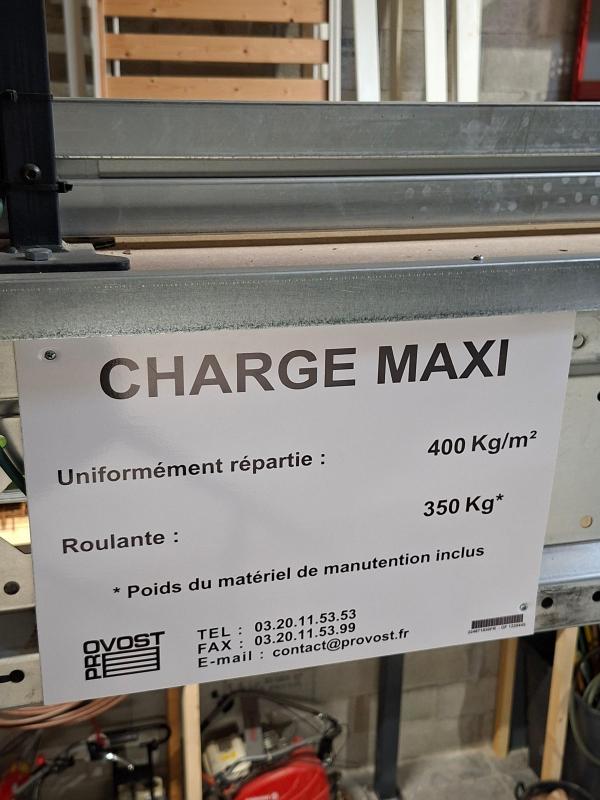 CHARGE MAXI
Uniformément répartie : 400 Kg/m²
Roulante : 350 Kg*
* Poids du matériel de manutention inclus
PROVOST
TEL : 03.20.11.53.53
FAX : 03.20.11.53.99
E-mail : contact@provost.fr